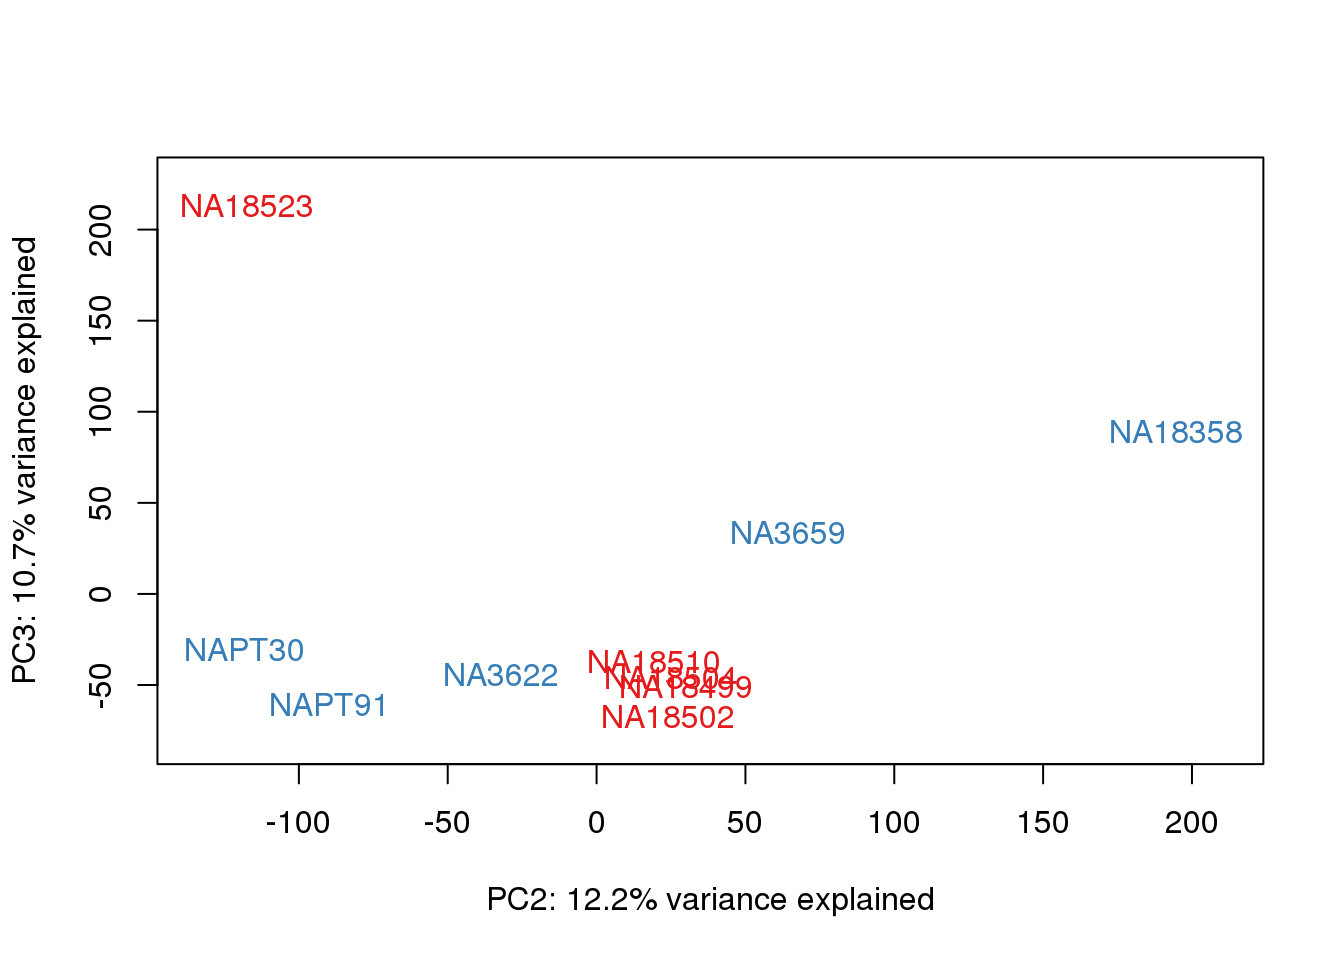 NA18523
NA18358
NA3659
NAPT30
NA18510
NA3622
NA18504
NA18499
NAPT91
NA18502
200
150
100
50
0
-50
PC3: 10.7% variance explained
-100 -50 0 50 100 150 200
PC2: 12.2% variance explained